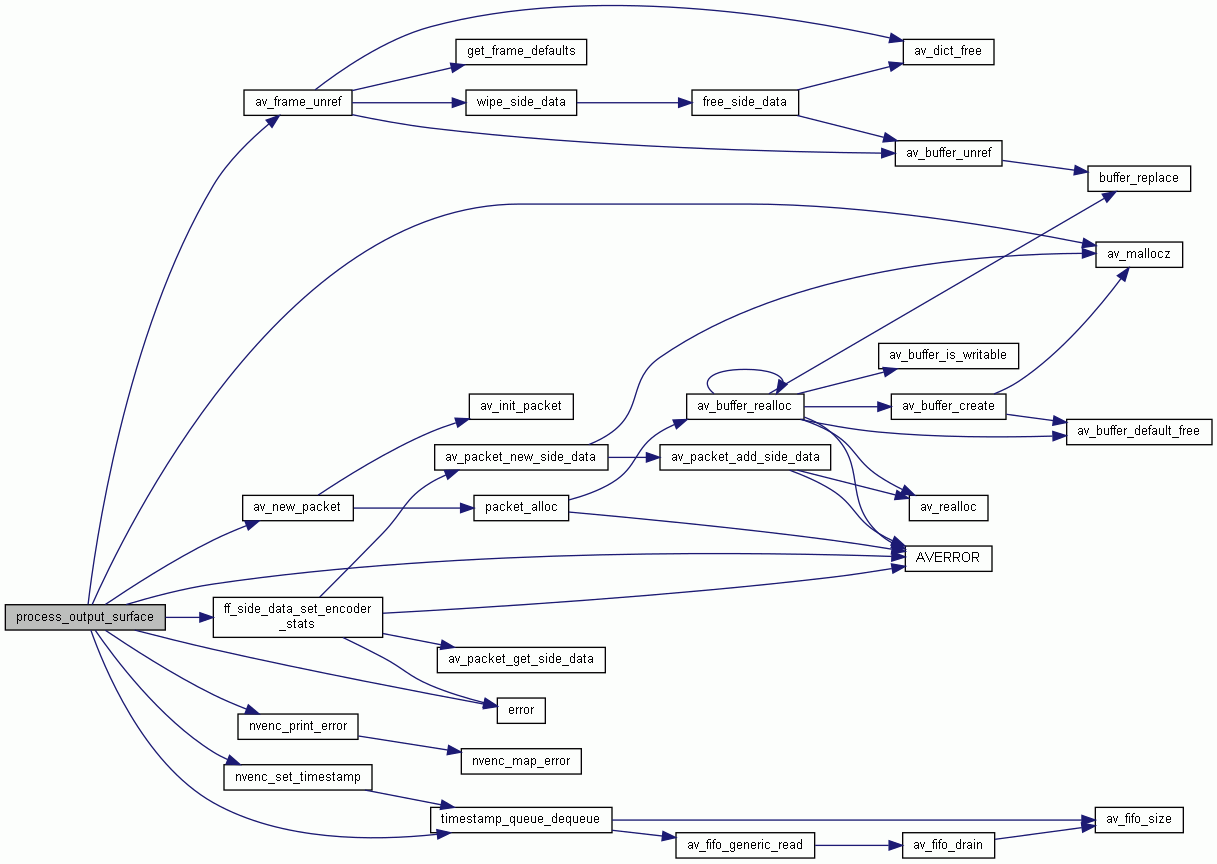 av_dict_free
get_frame_defaults
av_frame_unref
wipe_side_data
free_side_data
av_buffer_unref
buffer_replace
av_mallocz
av_buffer_is_writable
av_init_packet
av_buffer_realloc
av_buffer_create
av_buffer_default_free
av_packet_new_side_data
av_packet_add_side_data
av_new_packet
packet_alloc
av_realloc
AVERROR
process_output_surface
ff_side_data_set_encoder
_stats
av_packet_get_side_data
error
nvenc_print_error
nvenc_map_error
nvenc_set_timestamp
timestamp_queue_dequeue
av_fifo_size
av_fifo_generic_read
av_fifo_drain